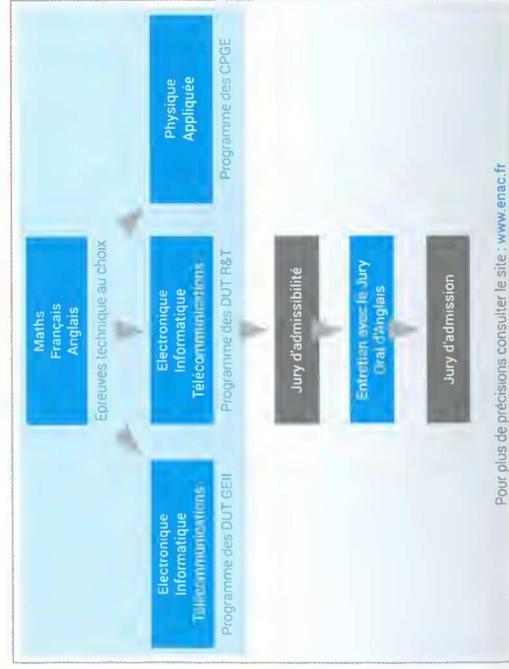 Maths
Français
Anglais
Epreuves technique au choix
Electronique
Informatique
Télécommunications
Programme des DUT GEII
Electronique
Informatique
Télécommunications
Programme des DUT R&T
Physique
Appliquée
Programme des CPGE
Jury d'admissibilité
Entretien avec le Jury
Oral d'Anglais
Jury d'admission
Pour plus de précisions consulter le site : www.enac.fr